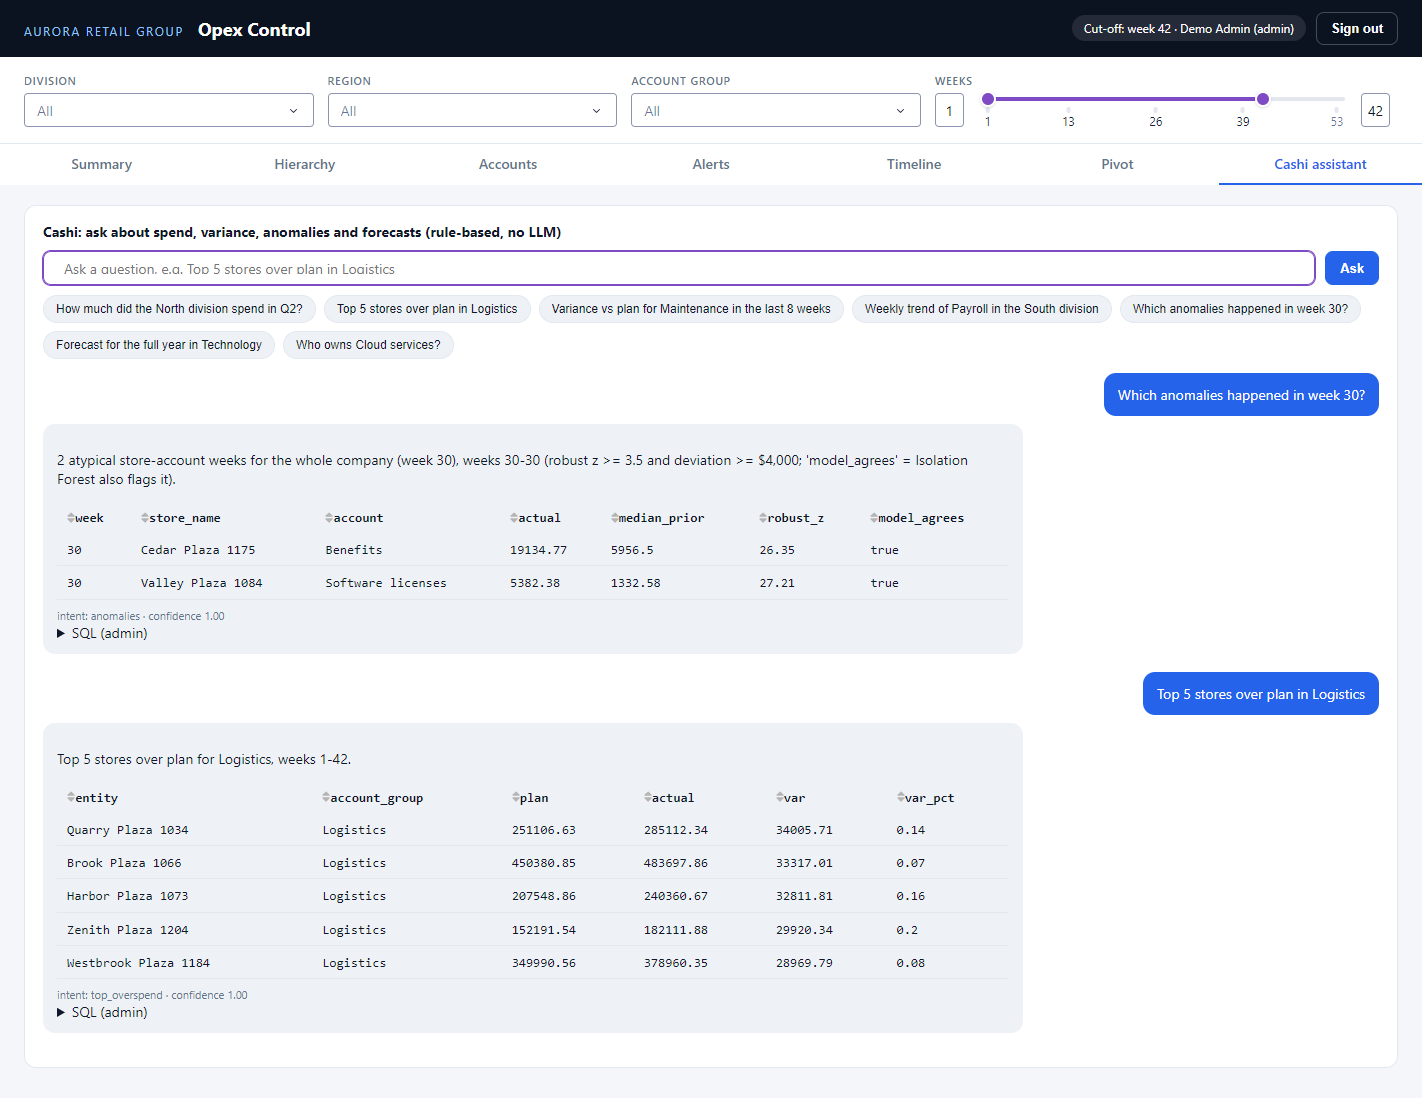 AURORA RETAIL GROUP Opex Control
Cut-off: week 42 · Demo Admin (admin) Sign out
DIVISION REGION ACCOUNT GROUP WEEKS
All All All 1 42
1 13 26 39 53
Summary Hierarchy Accounts Alerts Timeline Pivot Cashi assistant
Cashi: ask about spend, variance, anomalies and forecasts (rule-based, no LLM)
Ask a question, e.g. Top 5 stores over plan in Logistics Ask
How much did the North division spend in Q2? Top 5 stores over plan in Logistics Variance vs plan for Maintenance in the last 8 weeks Weekly trend of Payroll in the South division Which anomalies happened in week 30?
Forecast for the full year in Technology Who owns Cloud services?
Which anomalies happened in week 30?
2 atypical store-account weeks for the whole company (week 30), weeks 30-30 (robust z >= 3.5 and deviation >= $4,000; 'model_agrees' = Isolation
Forest also flags it).
week store_name account actual median_prior robust_z model_agrees
30 Cedar Plaza 1175 Benefits 19134.77 5956.5 26.35 true
30 Valley Plaza 1084 Software licenses 5382.38 1332.58 27.21 true
intent: anomalies · confidence 1.00
SQL (admin)
Top 5 stores over plan in Logistics
Top 5 stores over plan for Logistics, weeks 1-42.
entity account_group plan actual var var_pct
Quarry Plaza 1034 Logistics 251106.63 285112.34 34005.71 0.14
Brook Plaza 1066 Logistics 450380.85 483697.86 33317.01 0.07
Harbor Plaza 1073 Logistics 207548.86 240360.67 32811.81 0.16
Zenith Plaza 1204 Logistics 152191.54 182111.88 29920.34 0.2
Westbrook Plaza 1184 Logistics 349990.56 378960.35 28969.79 0.08
intent: top_overspend · confidence 1.00
SQL (admin)